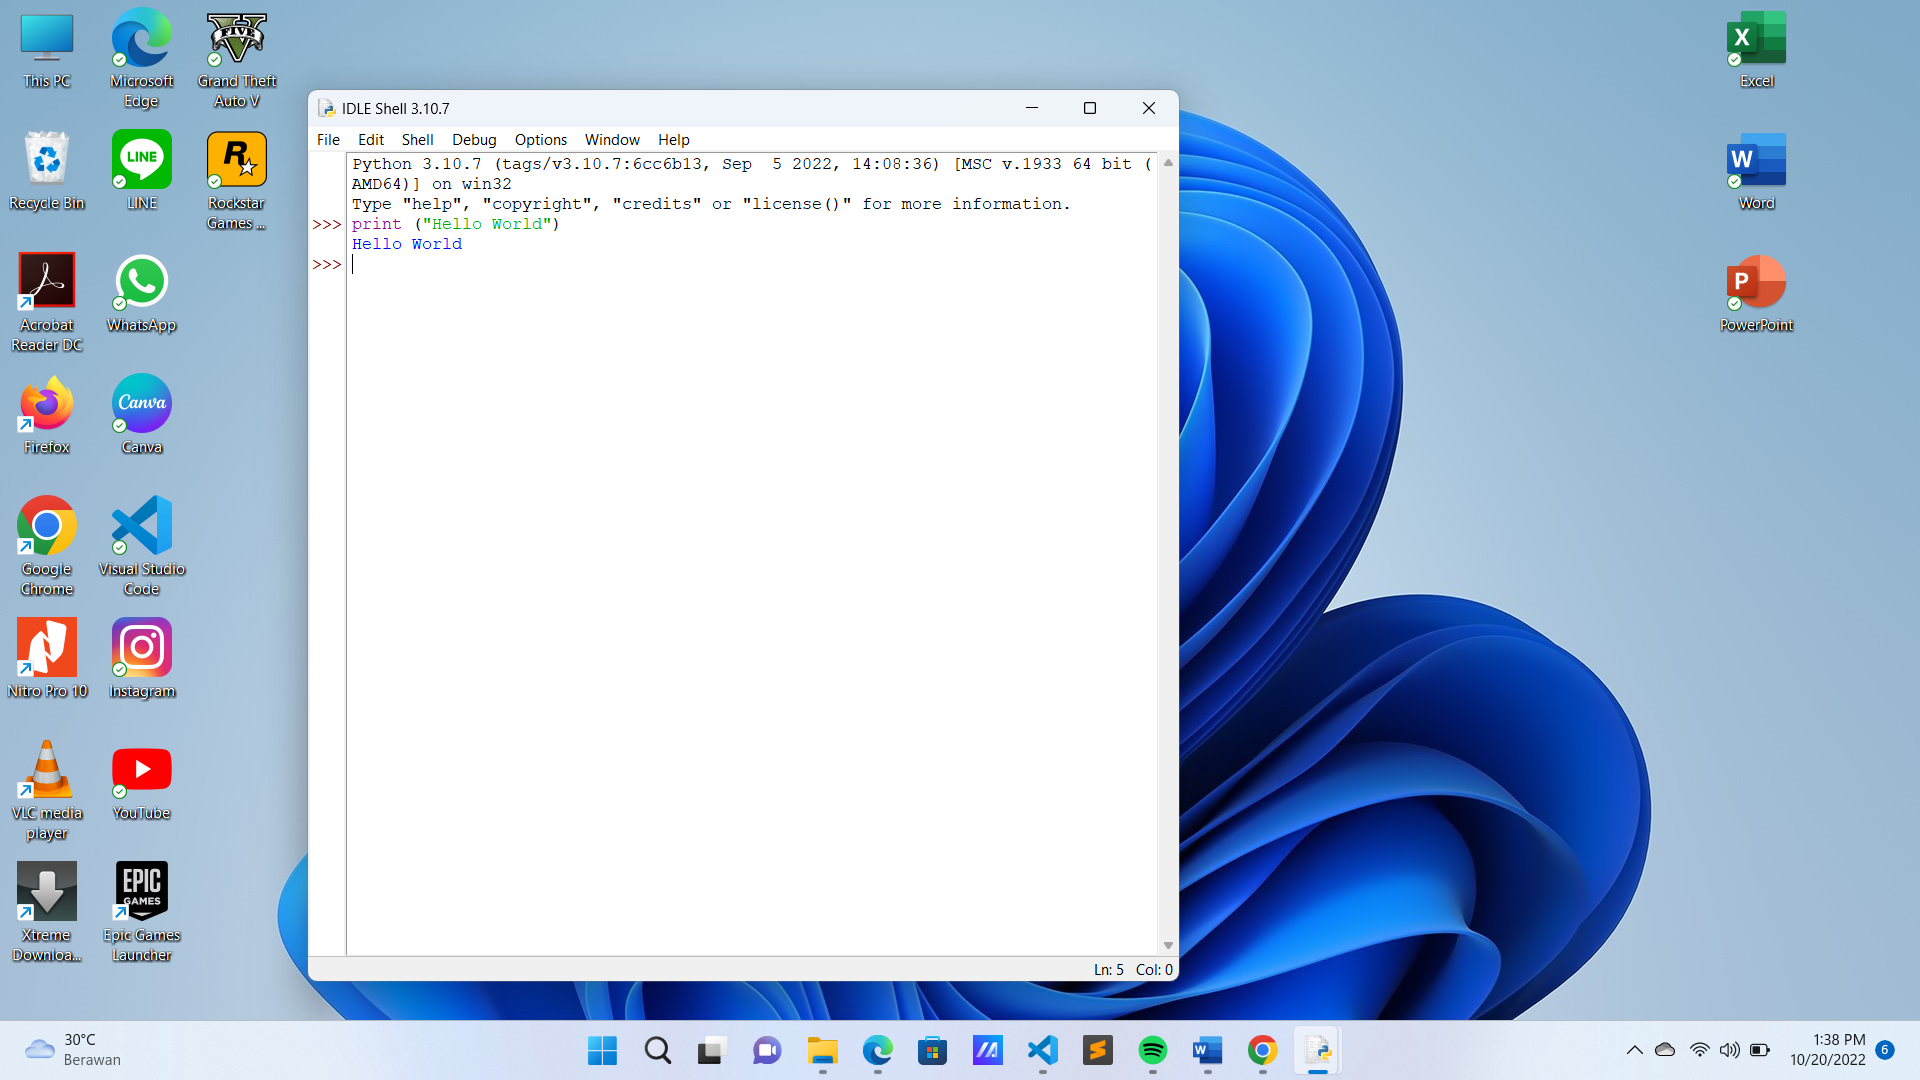 This PC
Microsoft
Edge
Grand Theft
Auto V
Recycle Bin
LINE
LINE
R
Rockstar
Games ...
Acrobat
Reader DC
WhatsApp
Firefox
Canva
Canva
Google
Chrome
Visual Studio
Code
Nitro Pro 10
Instagram
VLC media
player
YouTube
Xtreme
Downloa...
EPIC
GAMES
Epic Games
Launcher
FIVE
IDLE Shell 3.10.7
File Edit Shell Debug Options Window Help
Python 3.10.7 (tags/v3.10.7:6cc6b13, Sep  5 2022, 14:08:36) [MSC v.1933 64 bit (
AMD64)] on win32
Type "help", "copyright", "credits" or "license()" for more information.
>>> print ("Hello World")
Hello World
>>>
Ln: 5 Col: 0
X
Excel
W
Word
P
PowerPoint
30°C
Berawan
W
1:38 PM
10/20/2022
6